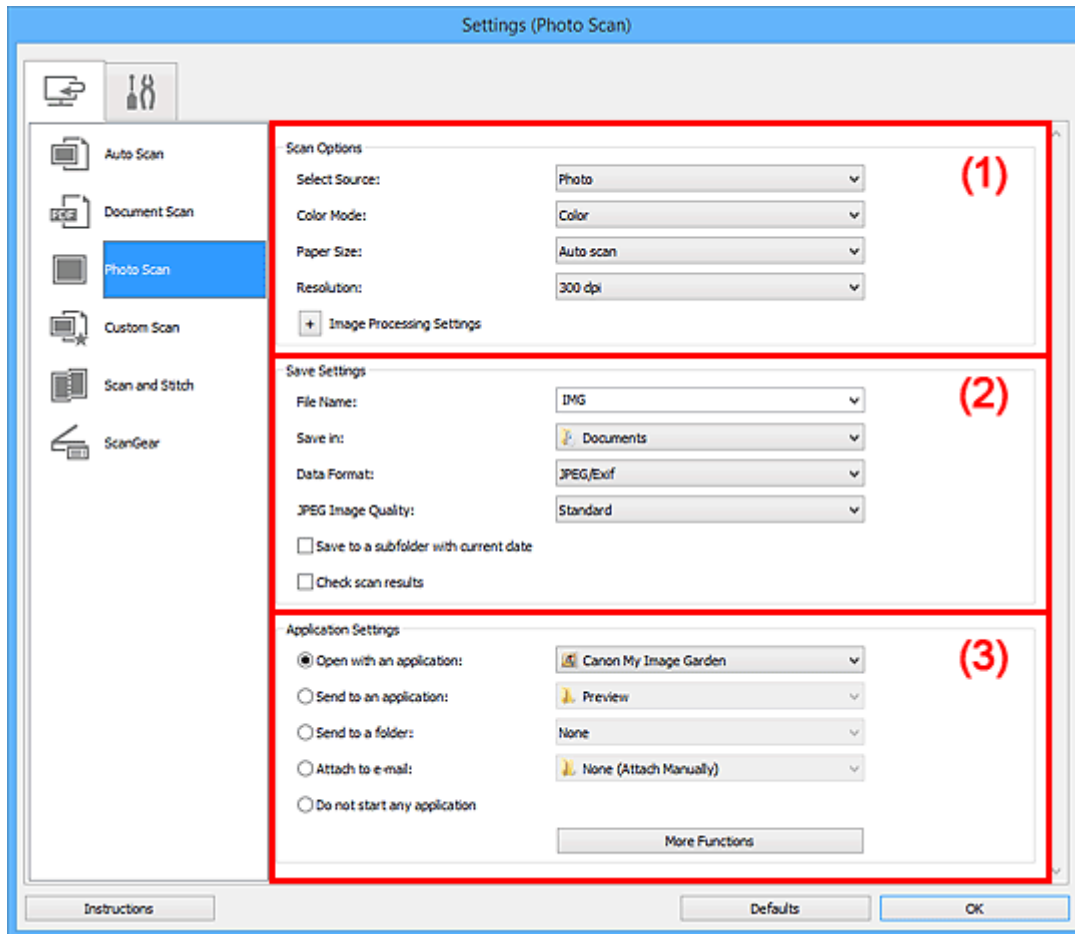 Settings (Photo Scan)
Auto Scan
Document Scan
Photo Scan
Custom Scan
Scan and Stitch
ScanGear
Scan Options
(1)
Select Source: Photo
Color Mode: Color
Paper Size: Auto scan
Resolution: 300 dpi
+ Image Processing Settings
Save Settings
(2)
File Name: IMG
Save in: Documents
Data Format: JPEG/Exif
JPEG Image Quality: Standard
Save to a subfolder with current date
Check scan results
Application Settings
(3)
Open with an application: Canon My Image Garden
Send to an application: Preview
Send to a folder: None
Attach to e-mail: None (Attach Manually)
Do not start any application
More Functions
Instructions Defaults OK